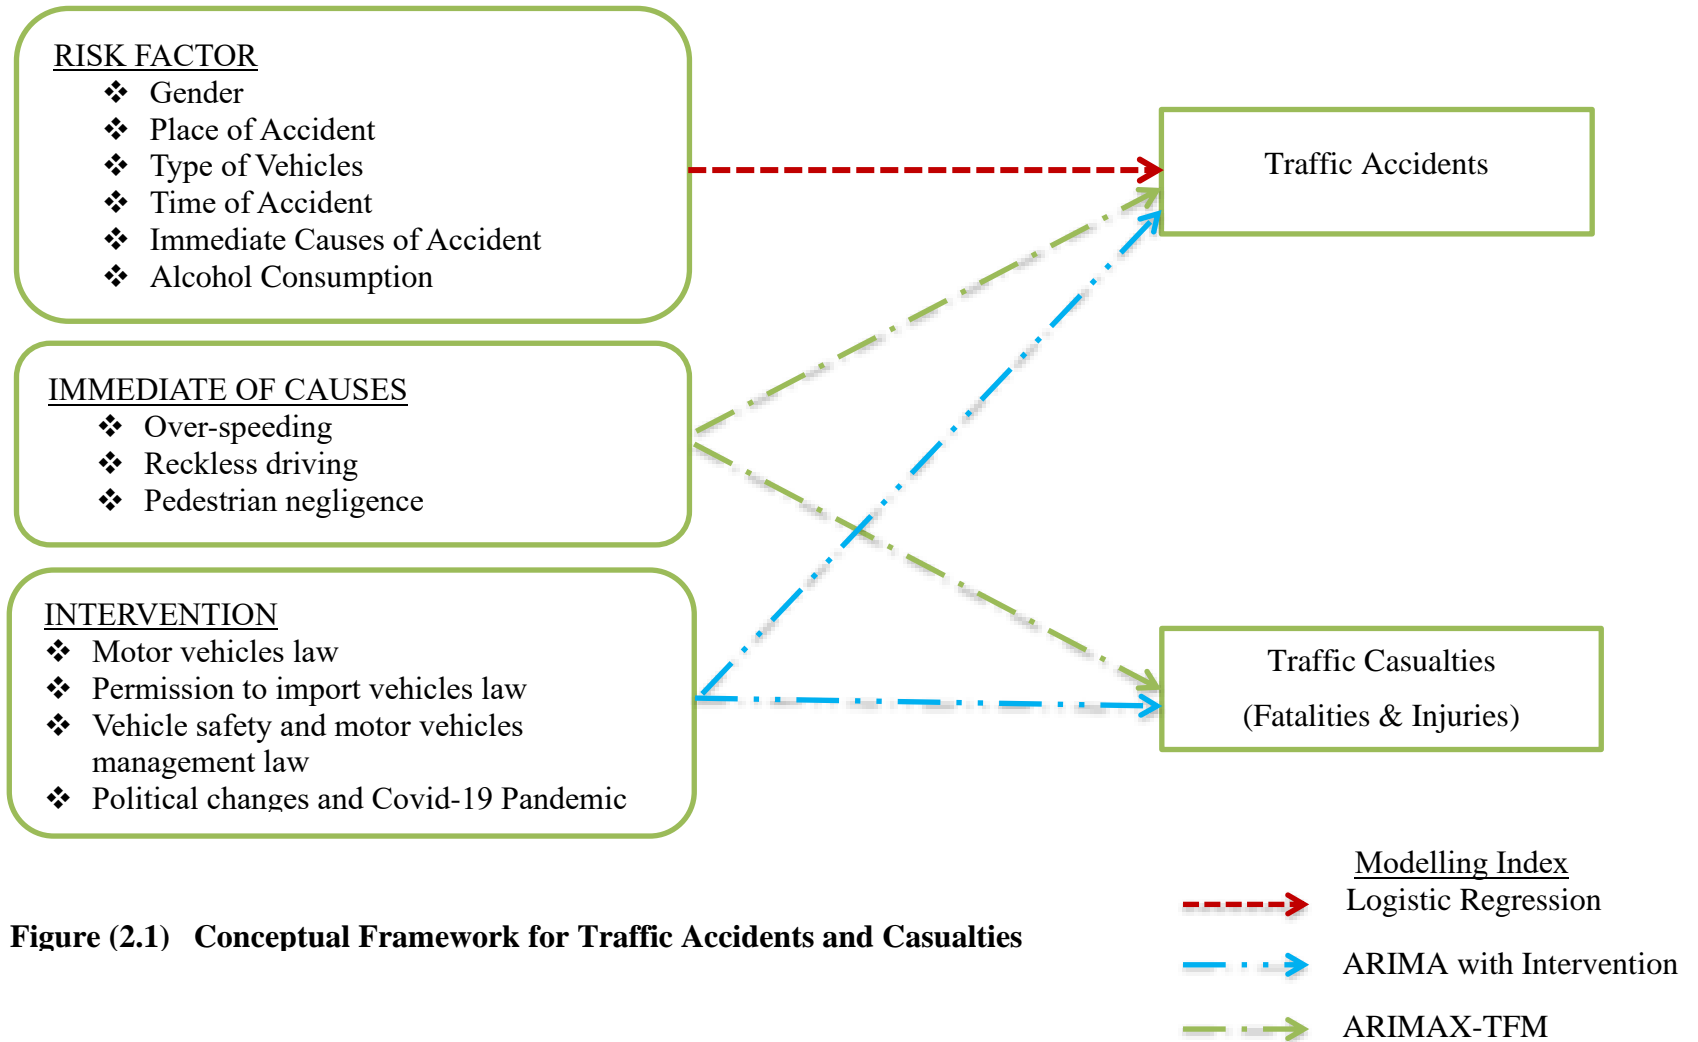 RISK FACTOR
❖ Gender
❖ Place of Accident
❖ Type of Vehicles
❖ Time of Accident
❖ Immediate Causes of Accident
❖ Alcohol Consumption
Traffic Accidents
IMMEDIATE OF CAUSES
❖ Over-speeding
❖ Reckless driving
❖ Pedestrian negligence
INTERVENTION
❖ Motor vehicles law
❖ Permission to import vehicles law
❖ Vehicle safety and motor vehicles
management law
❖ Political changes and Covid-19 Pandemic
Traffic Casualties
(Fatalities & Injuries)
Modelling Index
Logistic Regression
ARIMA with Intervention
ARIMAX-TFM
Figure (2.1) Conceptual Framework for Traffic Accidents and Casualties